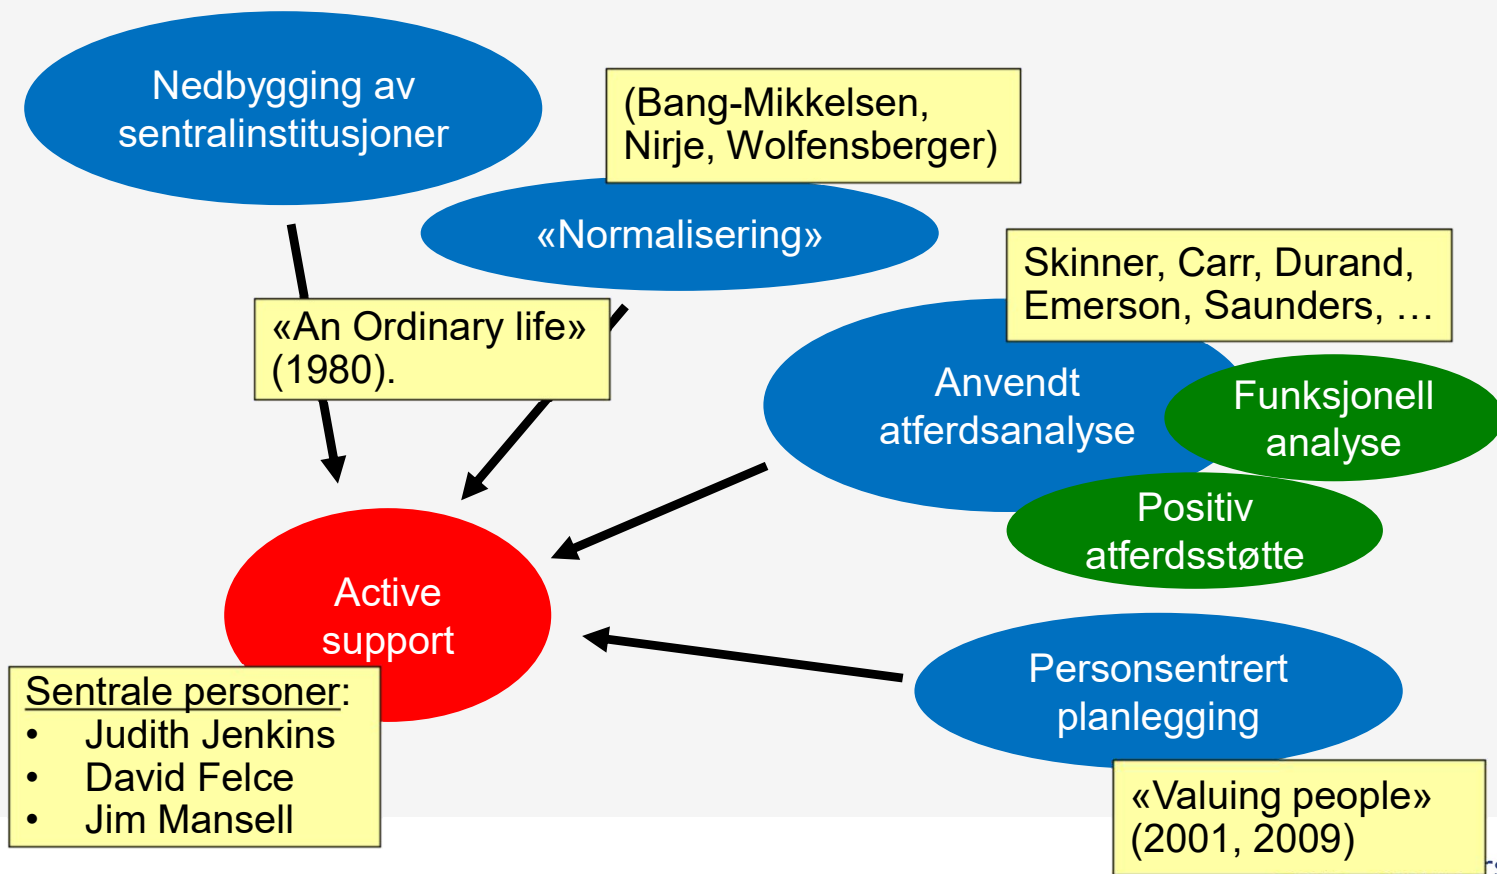 Nedbygging av
sentralinstitusjoner
(Bang-Mikkelsen,
Nirje, Wolfensberger)
«Normalisering»
Skinner, Carr, Durand,
Emerson, Saunders, …
«An Ordinary life»
(1980).
Anvendt
atferdsanalyse
Funksjonell
analyse
Positiv
atferdsstøtte
Active
support
Personsentrert
planlegging
Sentrale personer:
• Judith Jenkins
• David Felce
• Jim Mansell
«Valuing people»
(2001, 2009)